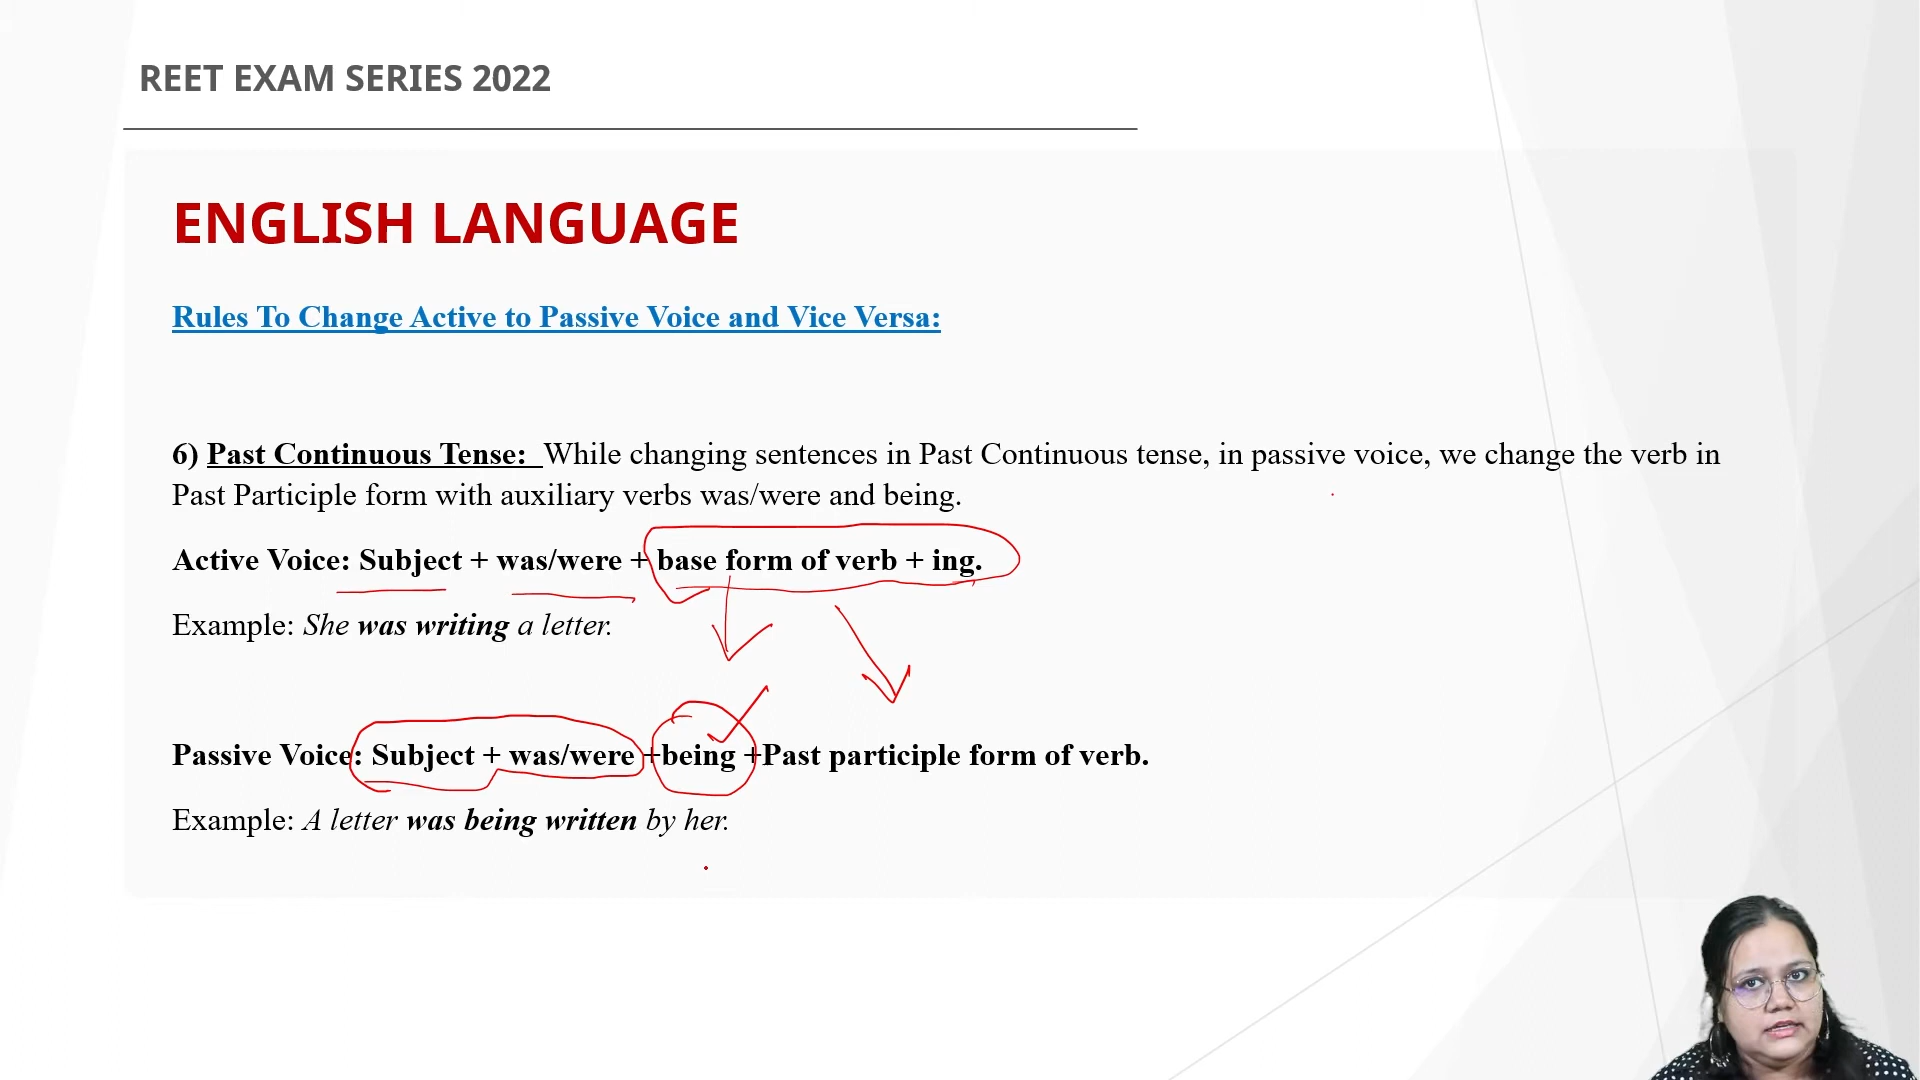 REET EXAM SERIES 2022
ENGLISH LANGUAGE
Rules To Change Active to Passive Voice and Vice Versa:
6) Past Continuous Tense: While changing sentences in Past Continuous tense, in passive voice, we change the verb in
Past Participle form with auxiliary verbs was/were and being.
Active Voice: Subject + was/were + base form of verb + ing.
Example: She was writing a letter.
Passive Voice: Subject + was/were +being +Past participle form of verb.
Example: A letter was being written by her.